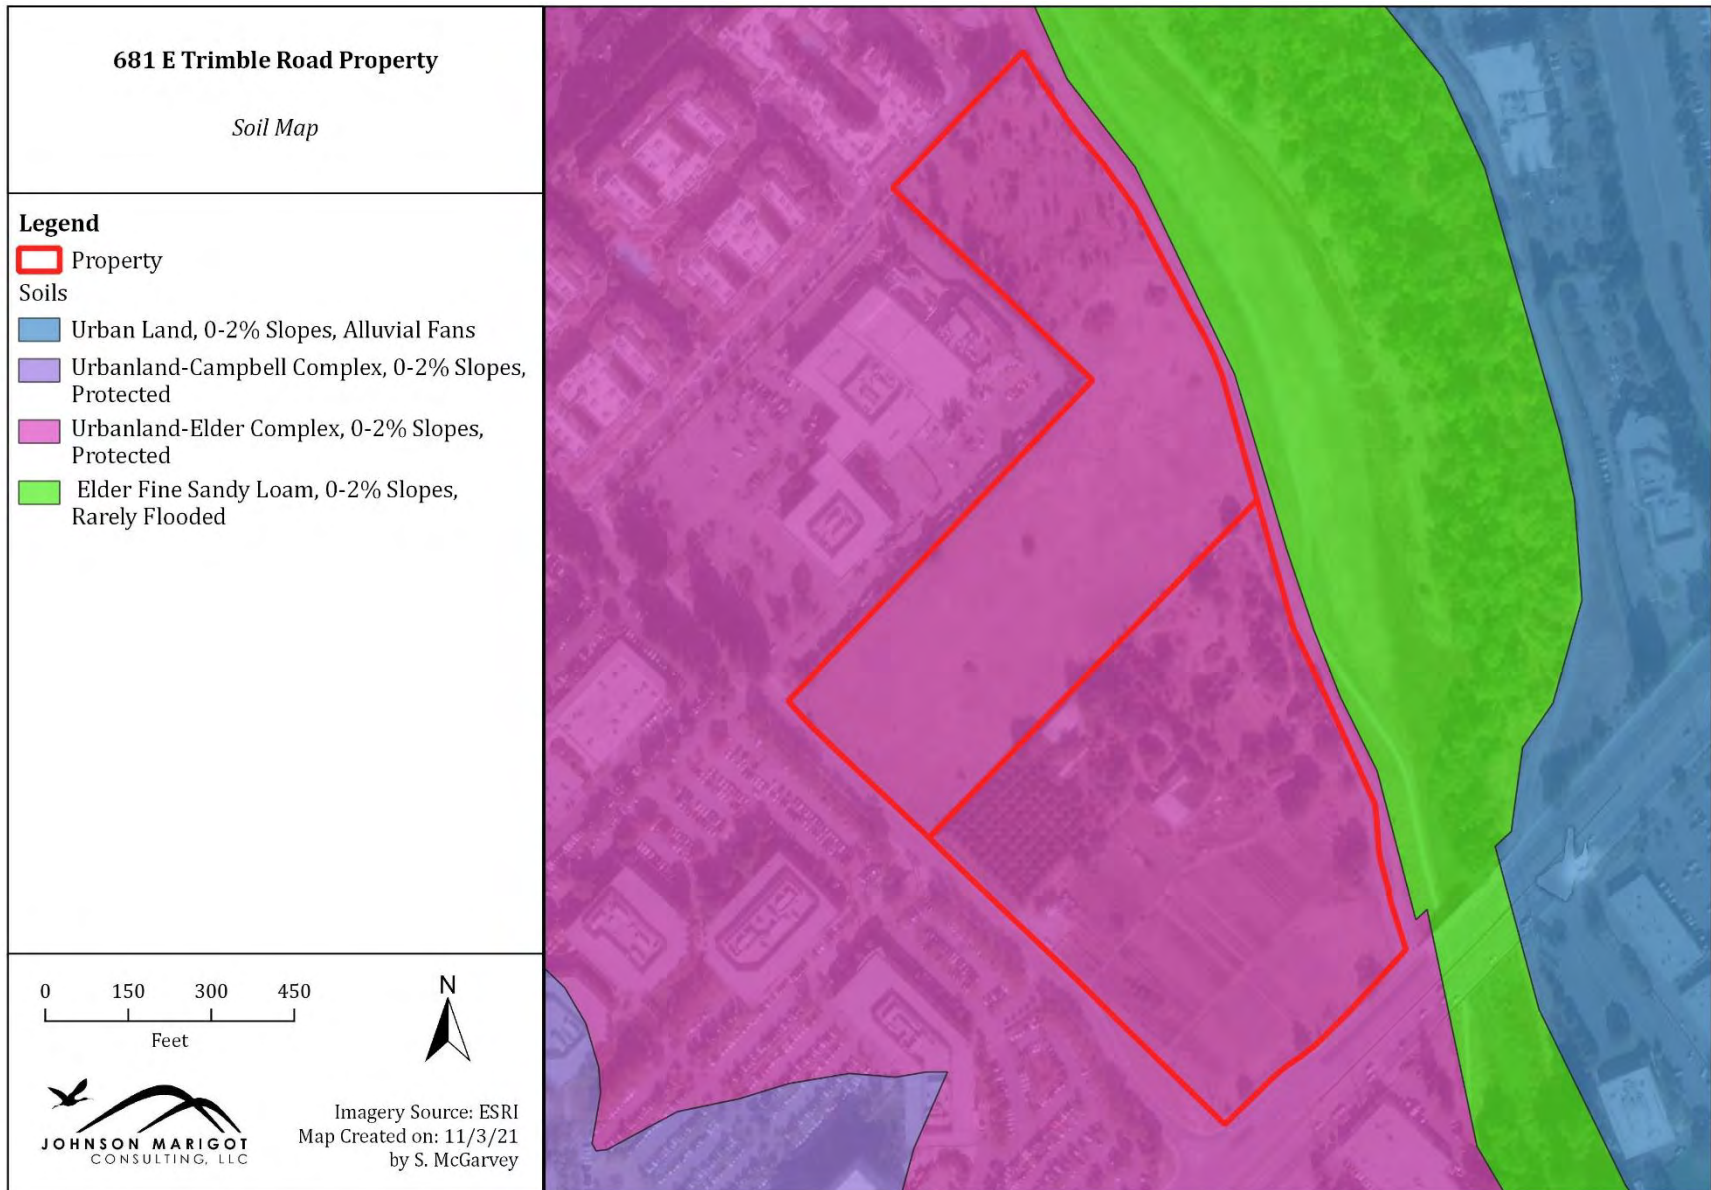 681 E Trimble Road Property
Soil Map
Legend
Property
Soils
Urban Land, 0-2% Slopes, Alluvial Fans
Urbanland-Campbell Complex, 0-2% Slopes,
Protected
Urbanland-Elder Complex, 0-2% Slopes,
Protected
Elder Fine Sandy Loam, 0-2% Slopes,
Rarely Flooded
0 150 300 450
Feet
N
JOHNSON MARIGOT
CONSULTING, LLC
Imagery Source: ESRI
Map Created on: 11/3/21
by S. McGarvey